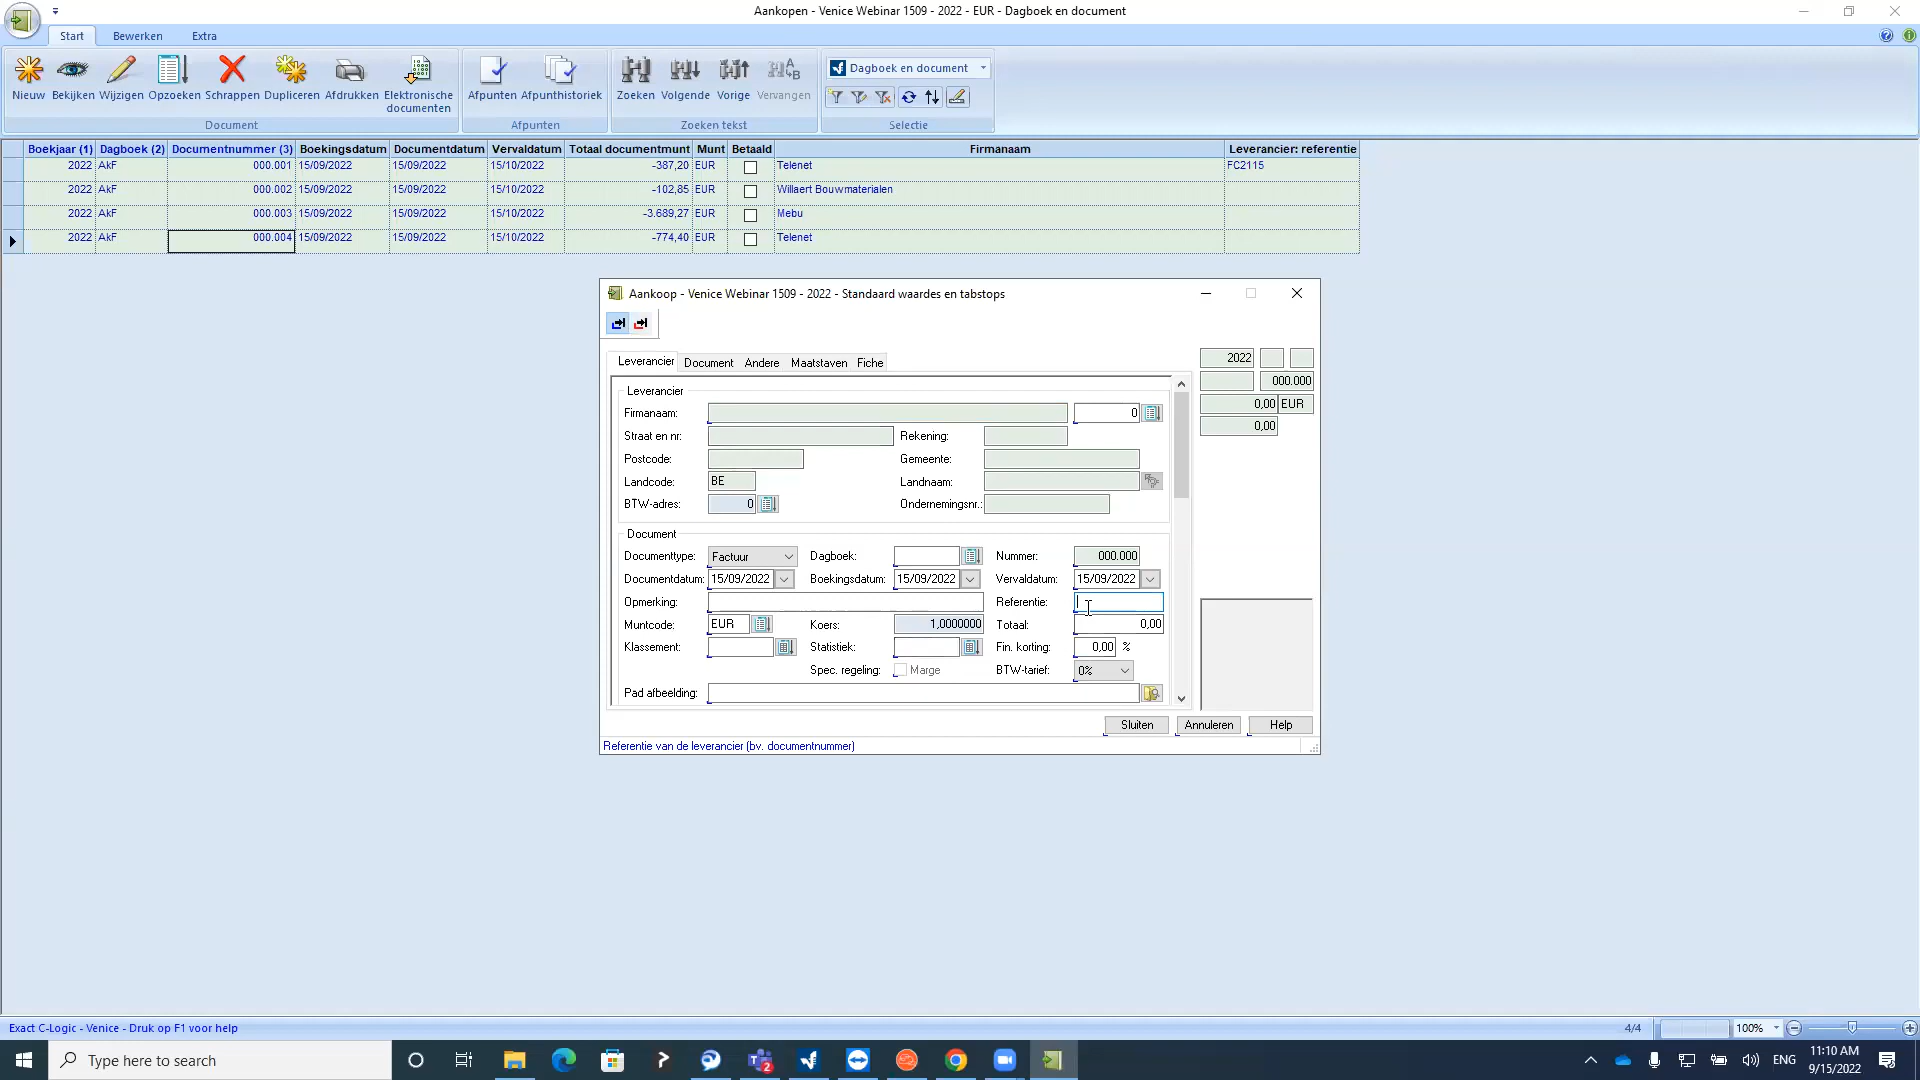 Aankopen - Venice Webinar 1509 - 2022 - EUR - Dagboek en document
Start Bewerken Extra
Nieuw Bekijken Wijzigen Opzoeken Schrappen Dupliceren Afdrukken Elektronische documenten
Afpunten Afpunthistoriek
Zoeken Volgende Vorige Vervangen
Dagboek en document
Document Afpunten Zoeken tekst Selectie
Boekjaar (1) Dagboek (2) Documentnummer (3) Boekingsdatum Documentdatum Vervaldatum Totaal documentmunt Munt Betaald Firmanaam Leverancier: referentie
2022 AkF 000.001 15/09/2022 15/09/2022 15/10/2022 -387,20 EUR Telenet FC2115
2022 AkF 000.002 15/09/2022 15/09/2022 15/10/2022 -102,85 EUR Willaert Bouwmaterialen
2022 AkF 000.003 15/09/2022 15/09/2022 15/10/2022 -3.689,27 EUR Mebu
2022 AkF 000.004 15/09/2022 15/09/2022 15/10/2022 -774,40 EUR Telenet
Aankoop - Venice Webinar 1509 - 2022 - Standaard waardes en tabstops
Leverancier Document Andere Maatstaven Fiche
2022
000.000
0,00 EUR
0,00
Leverancier
Firmanaam: 0
Straat en nr: Rekening:
Postcode: Gemeente:
Landcode: BE Landnaam:
BTW-adres: 0 Ondernemingsnr.:
Document
Documenttype: Factuur Dagboek: Nummer: 000.000
Documentdatum: 15/09/2022 Boekingsdatum: 15/09/2022 Vervaldatum: 15/09/2022
Opmerking: Referentie:
Muntcode: EUR Koers: 1,0000000 Totaal: 0,00
Klassement: Statistiek: Fin. korting: 0,00 %
Spec. regeling: Marge BTW-tarief: 0%
Pad afbeelding:
Sluiten Annuleren Help
Referentie van de leverancier (bv. documentnummer)
Exact C-Logic - Venice - Druk op F1 voor help 4/4 100%
Type here to search
2
ENG
11:10 AM
9/15/2022